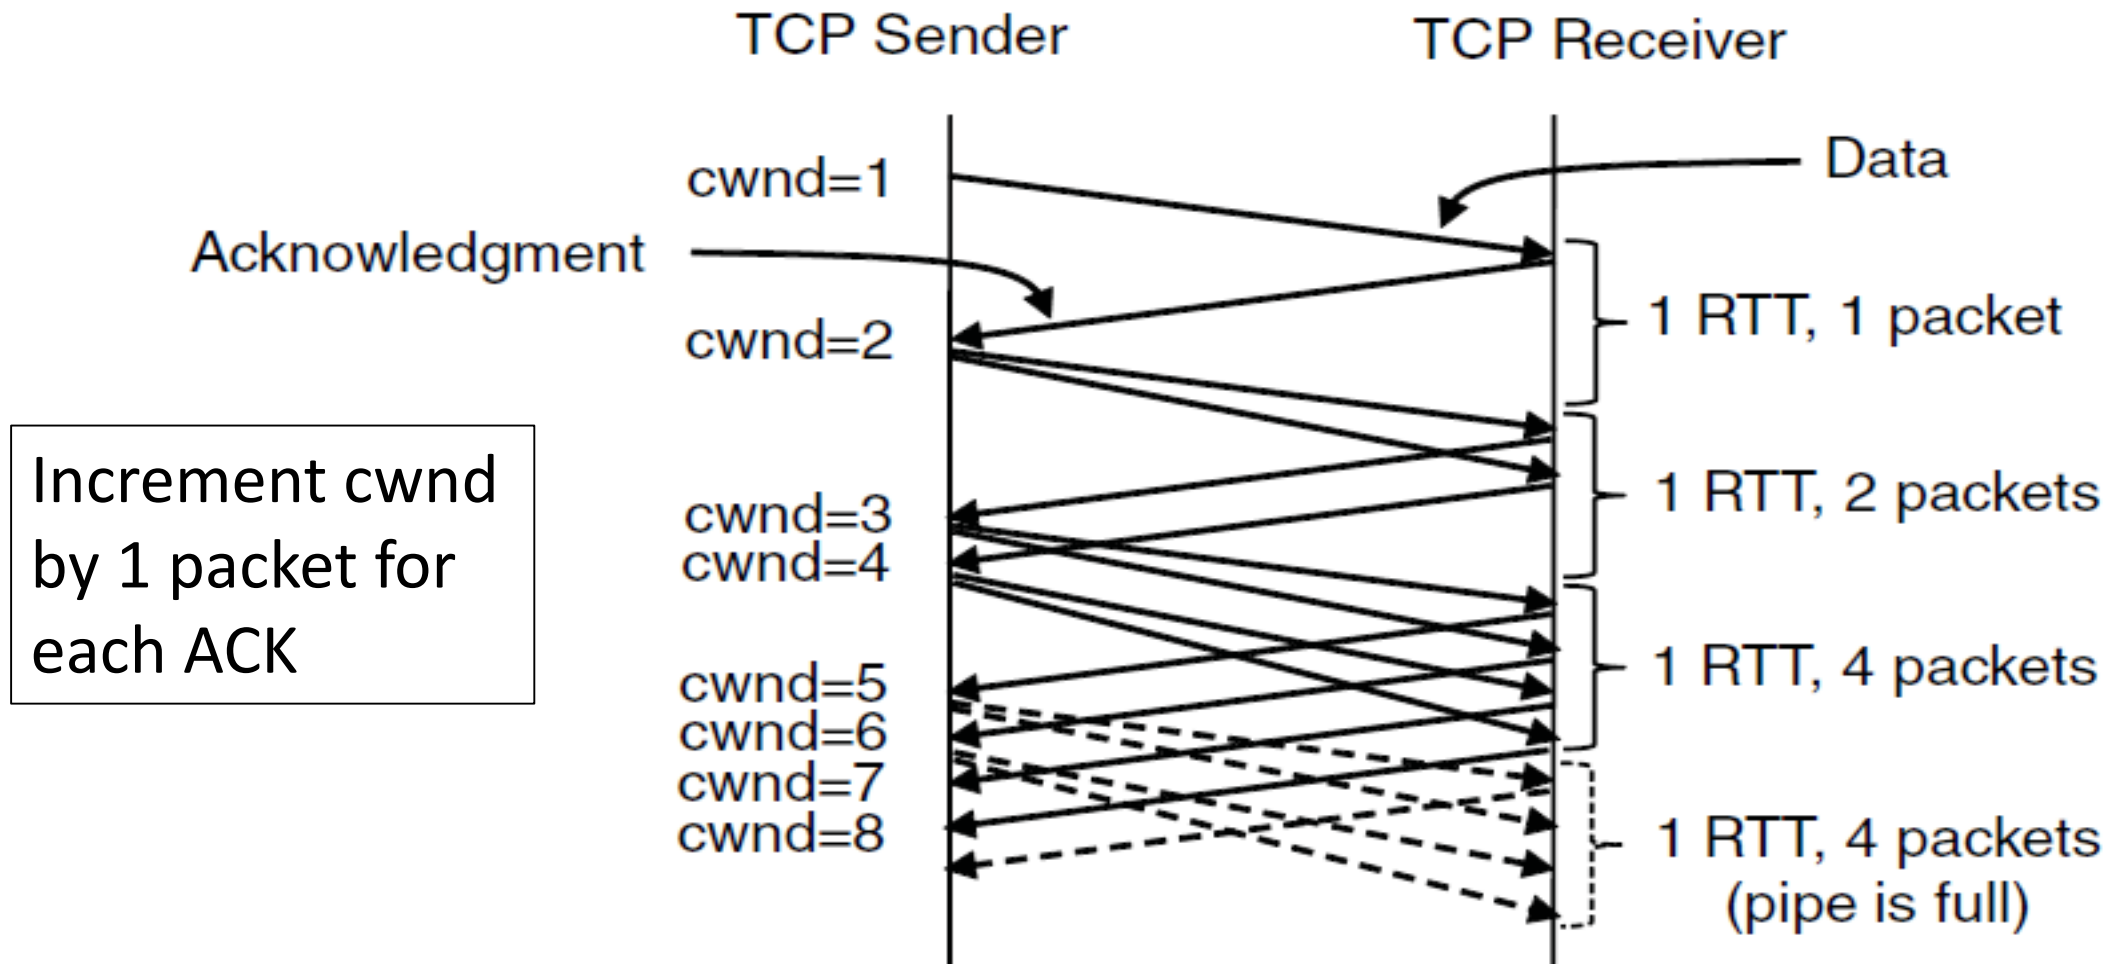 TCP Sender
TCP Receiver
cwnd=1
Data
Acknowledgment
1 RTT, 1 packet
cwnd=2
Increment cwnd
by 1 packet for
each ACK
1 RTT, 2 packets
cwnd=3
cwnd=4
1 RTT, 4 packets
cwnd=5
cwnd=6
cwnd=7
cwnd=8
1 RTT, 4 packets
(pipe is full)